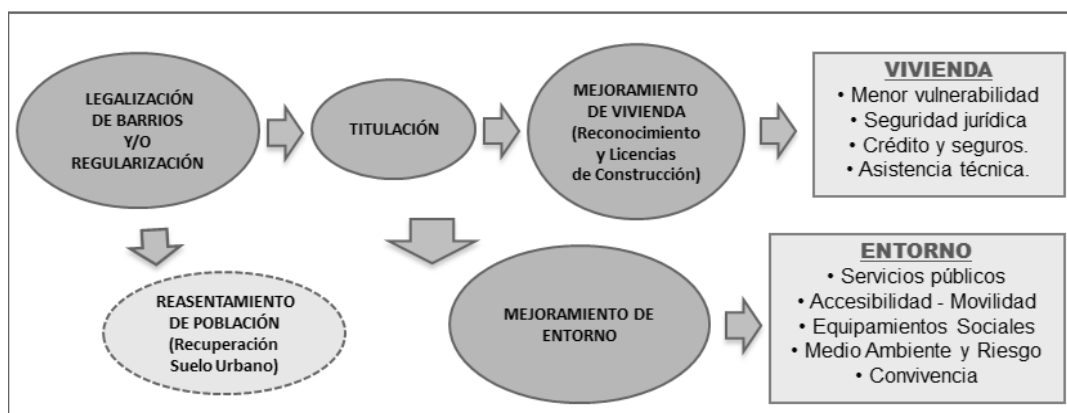 LEGALIZACIÓN
DE BARRIOS
Y/O
REGULARIZACIÓN
TITULACIÓN
MEJORAMIENTO
DE VIVIENDA
(Reconocimiento
y Licencias
de Construcción)
VIVIENDA
• Menor vulnerabilidad
• Seguridad jurídica
• Crédito y seguros.
• Asistencia técnica.
REASENTAMIENTO
DE POBLACIÓN
(Recuperación
Suelo Urbano)
MEJORAMIENTO DE
ENTORNO
ENTORNO
• Servicios públicos
• Accesibilidad - Movilidad
• Equipamientos Sociales
• Medio Ambiente y Riesgo
• Convivencia